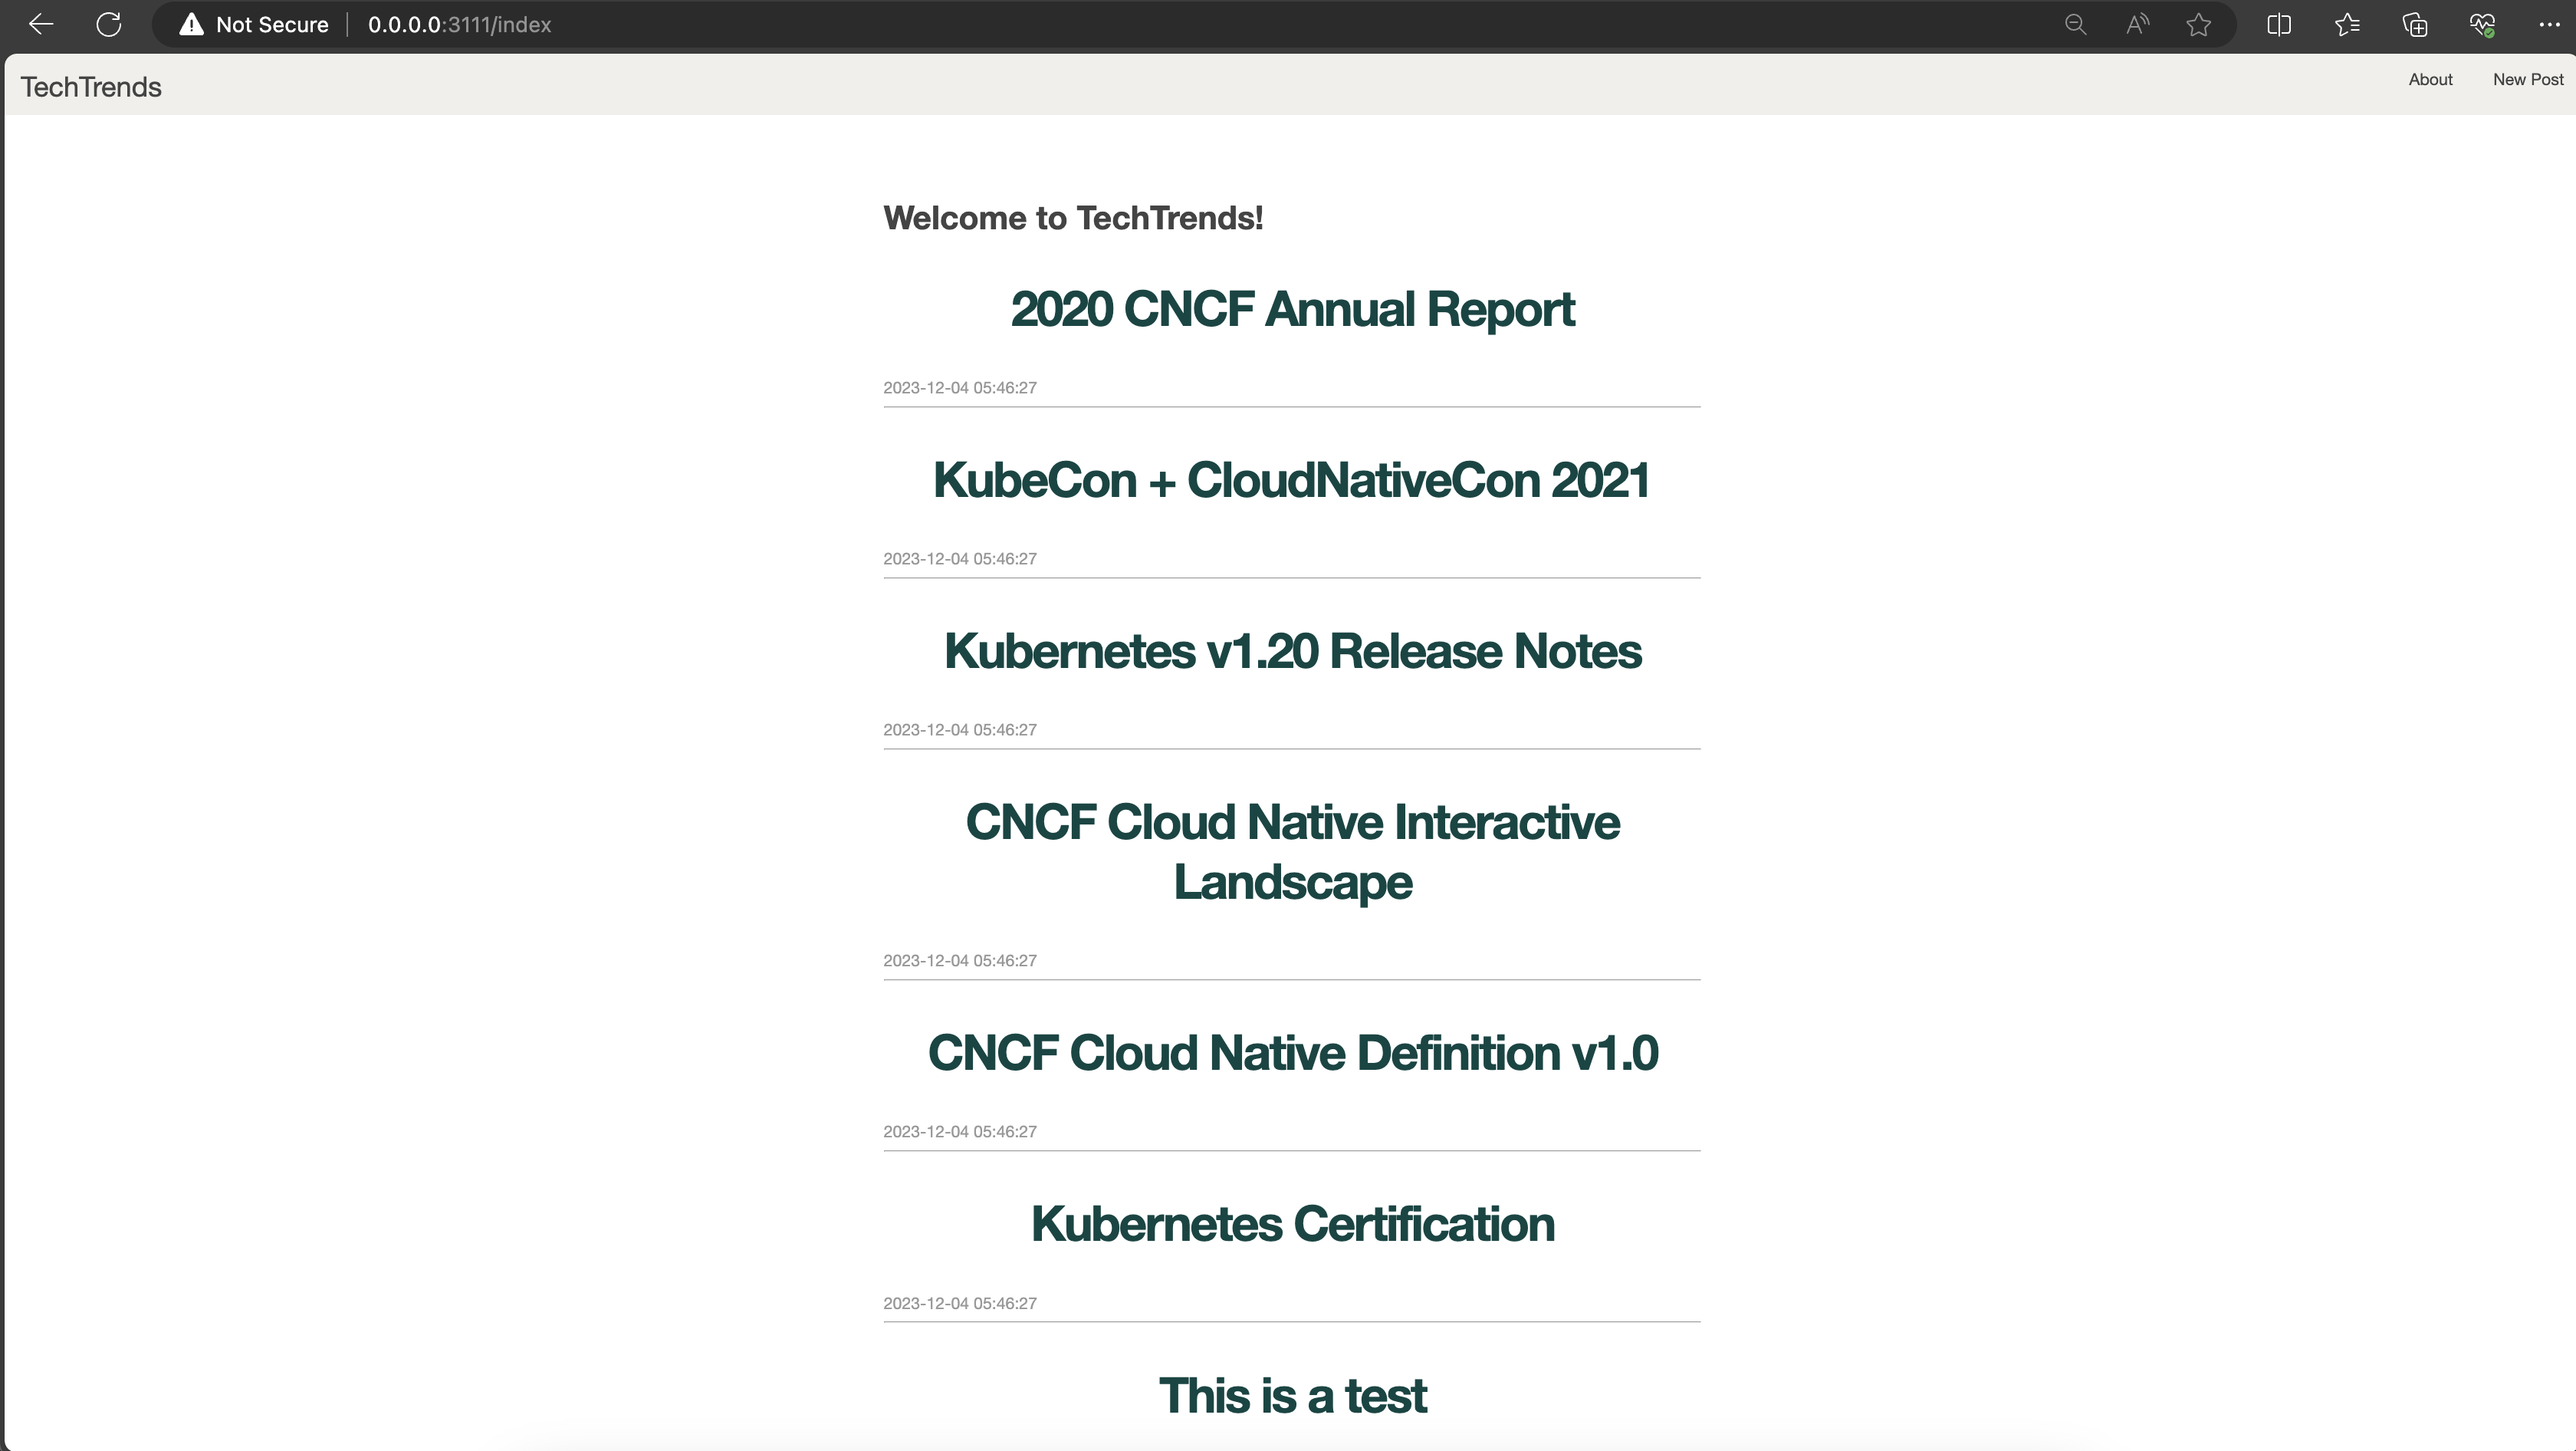 Not Secure 0.0.0.0:3111/index
TechTrends About New Post
Welcome to TechTrends!
2020 CNCF Annual Report
2023-12-04 05:46:27
KubeCon + CloudNativeCon 2021
2023-12-04 05:46:27
Kubernetes v1.20 Release Notes
2023-12-04 05:46:27
CNCF Cloud Native Interactive
Landscape
2023-12-04 05:46:27
CNCF Cloud Native Definition v1.0
2023-12-04 05:46:27
Kubernetes Certification
2023-12-04 05:46:27
This is a test